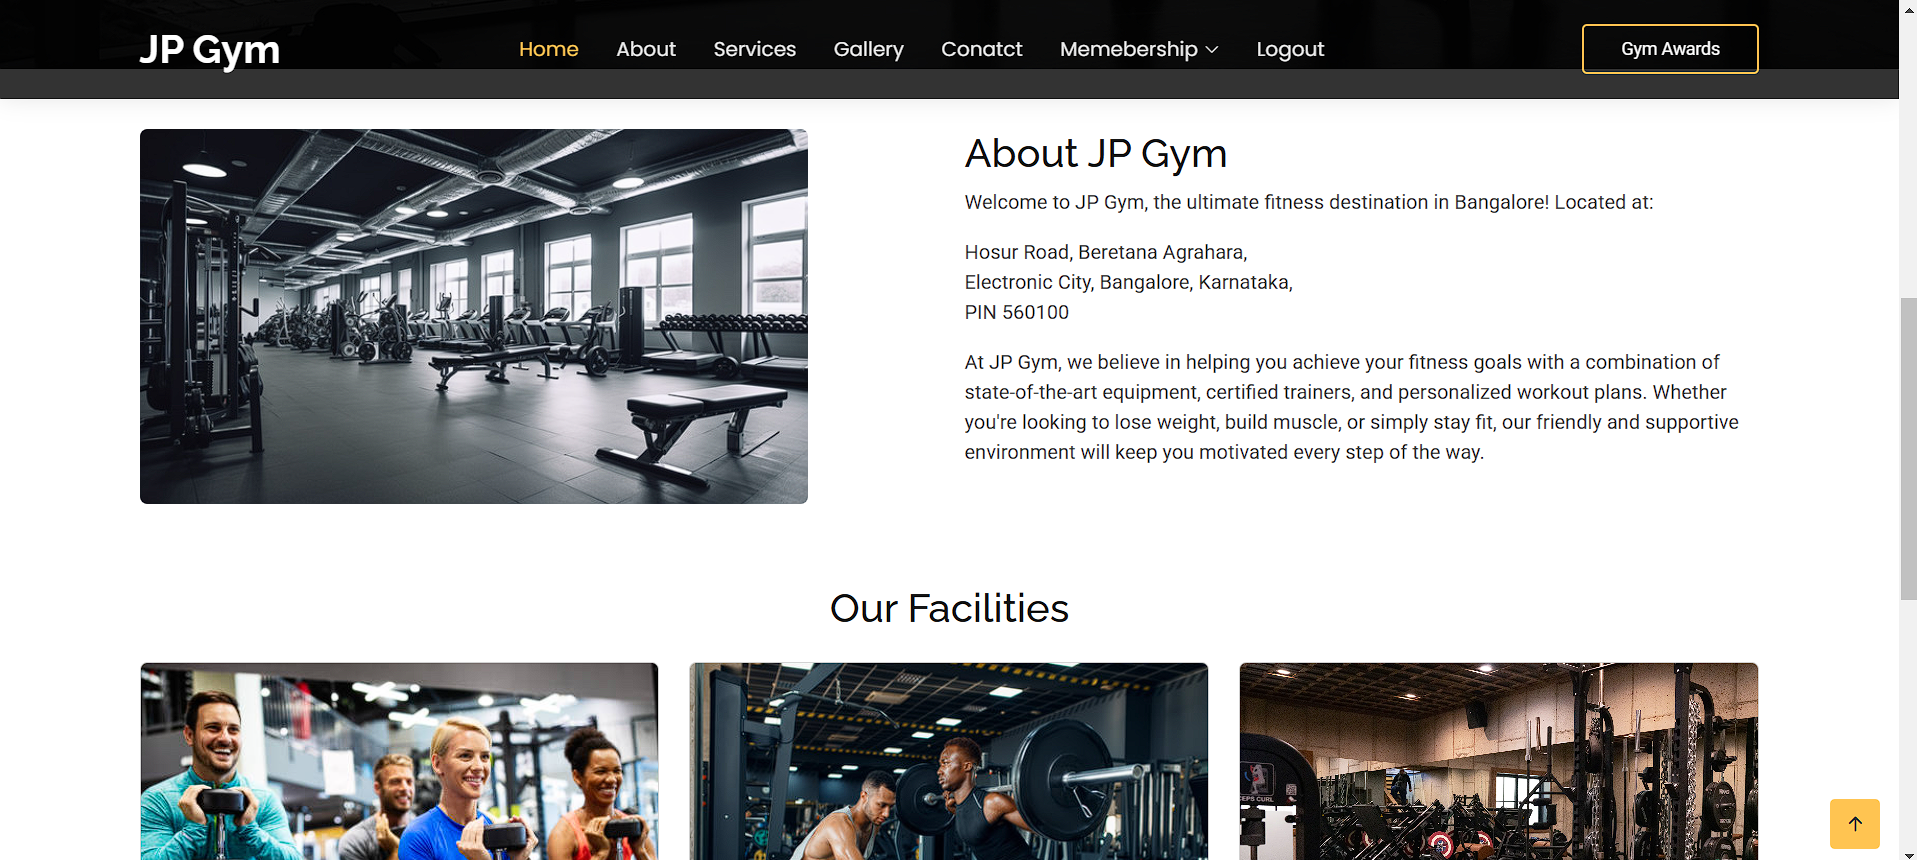 JP Gym
Home About Services Gallery Conatct Memebership Logout Gym Awards
About JP Gym
Welcome to JP Gym, the ultimate fitness destination in Bangalore! Located at:
Hosur Road, Beretana Agrahara,
Electronic City, Bangalore, Karnataka,
PIN 560100
At JP Gym, we believe in helping you achieve your fitness goals with a combination of
state-of-the-art equipment, certified trainers, and personalized workout plans. Whether
you're looking to lose weight, build muscle, or simply stay fit, our friendly and supportive
environment will keep you motivated every step of the way.
Our Facilities
CURL